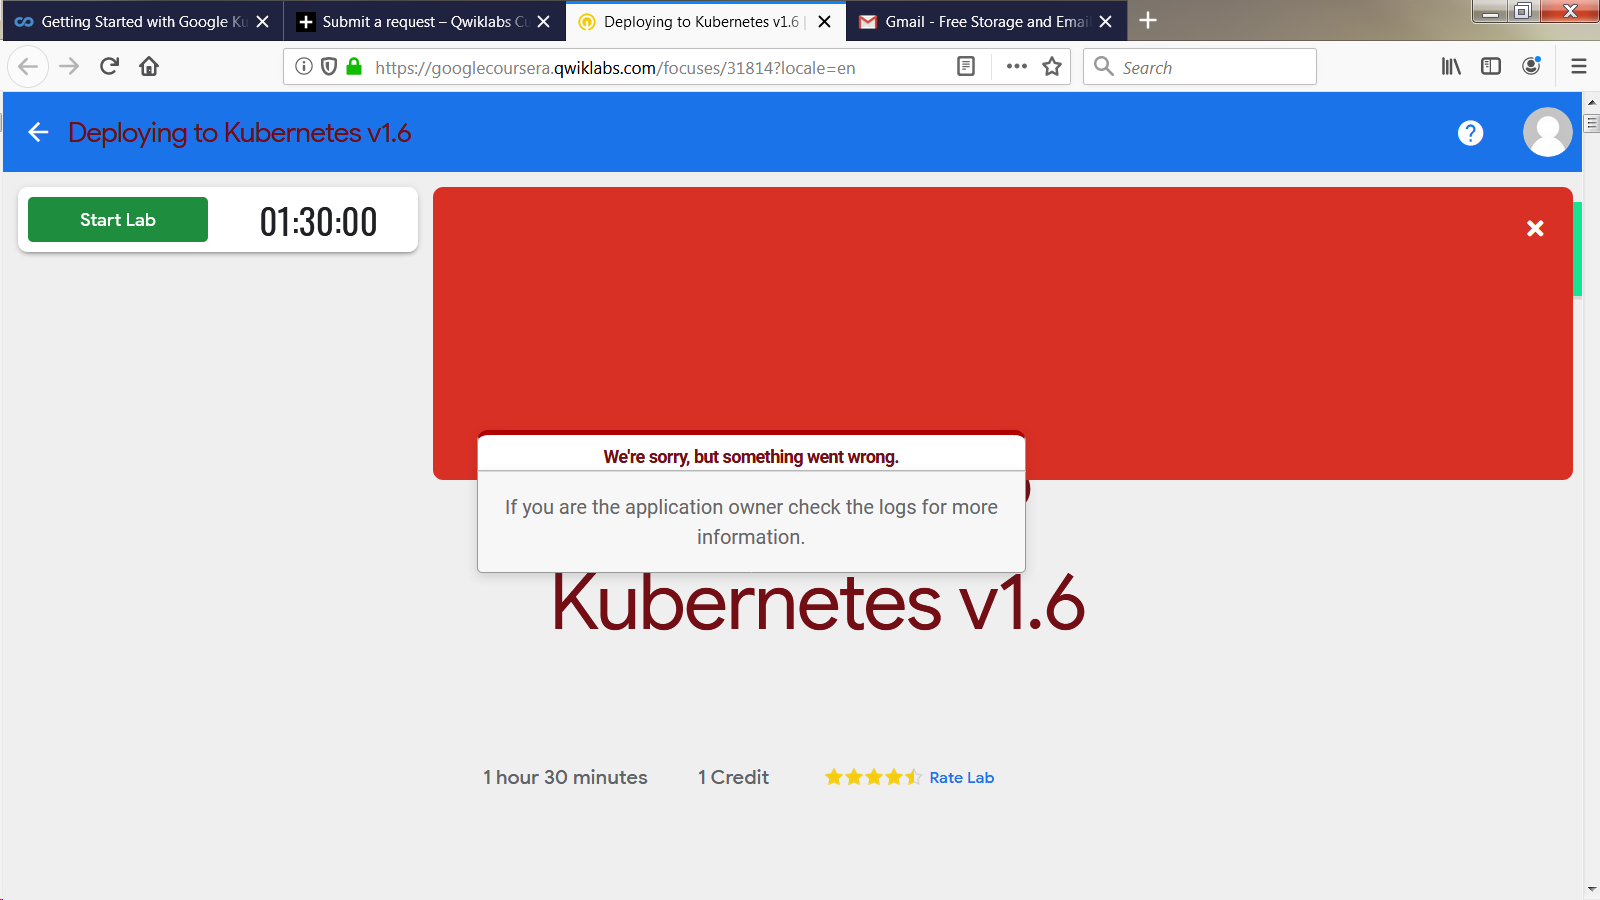 Getting Started with Google Ku
Submit a request – Qwiklabs Cu
Deploying to Kubernetes v1.6 |
Gmail - Free Storage and Email
https://googlecoursera.qwiklabs.com/focuses/31814?locale=en
Search
Deploying to Kubernetes v1.6
Start Lab
01:30:00
We're sorry, but something went wrong.
If you are the application owner check the logs for more
information.
Kubernetes v1.6
1 hour 30 minutes
1 Credit
Rate Lab